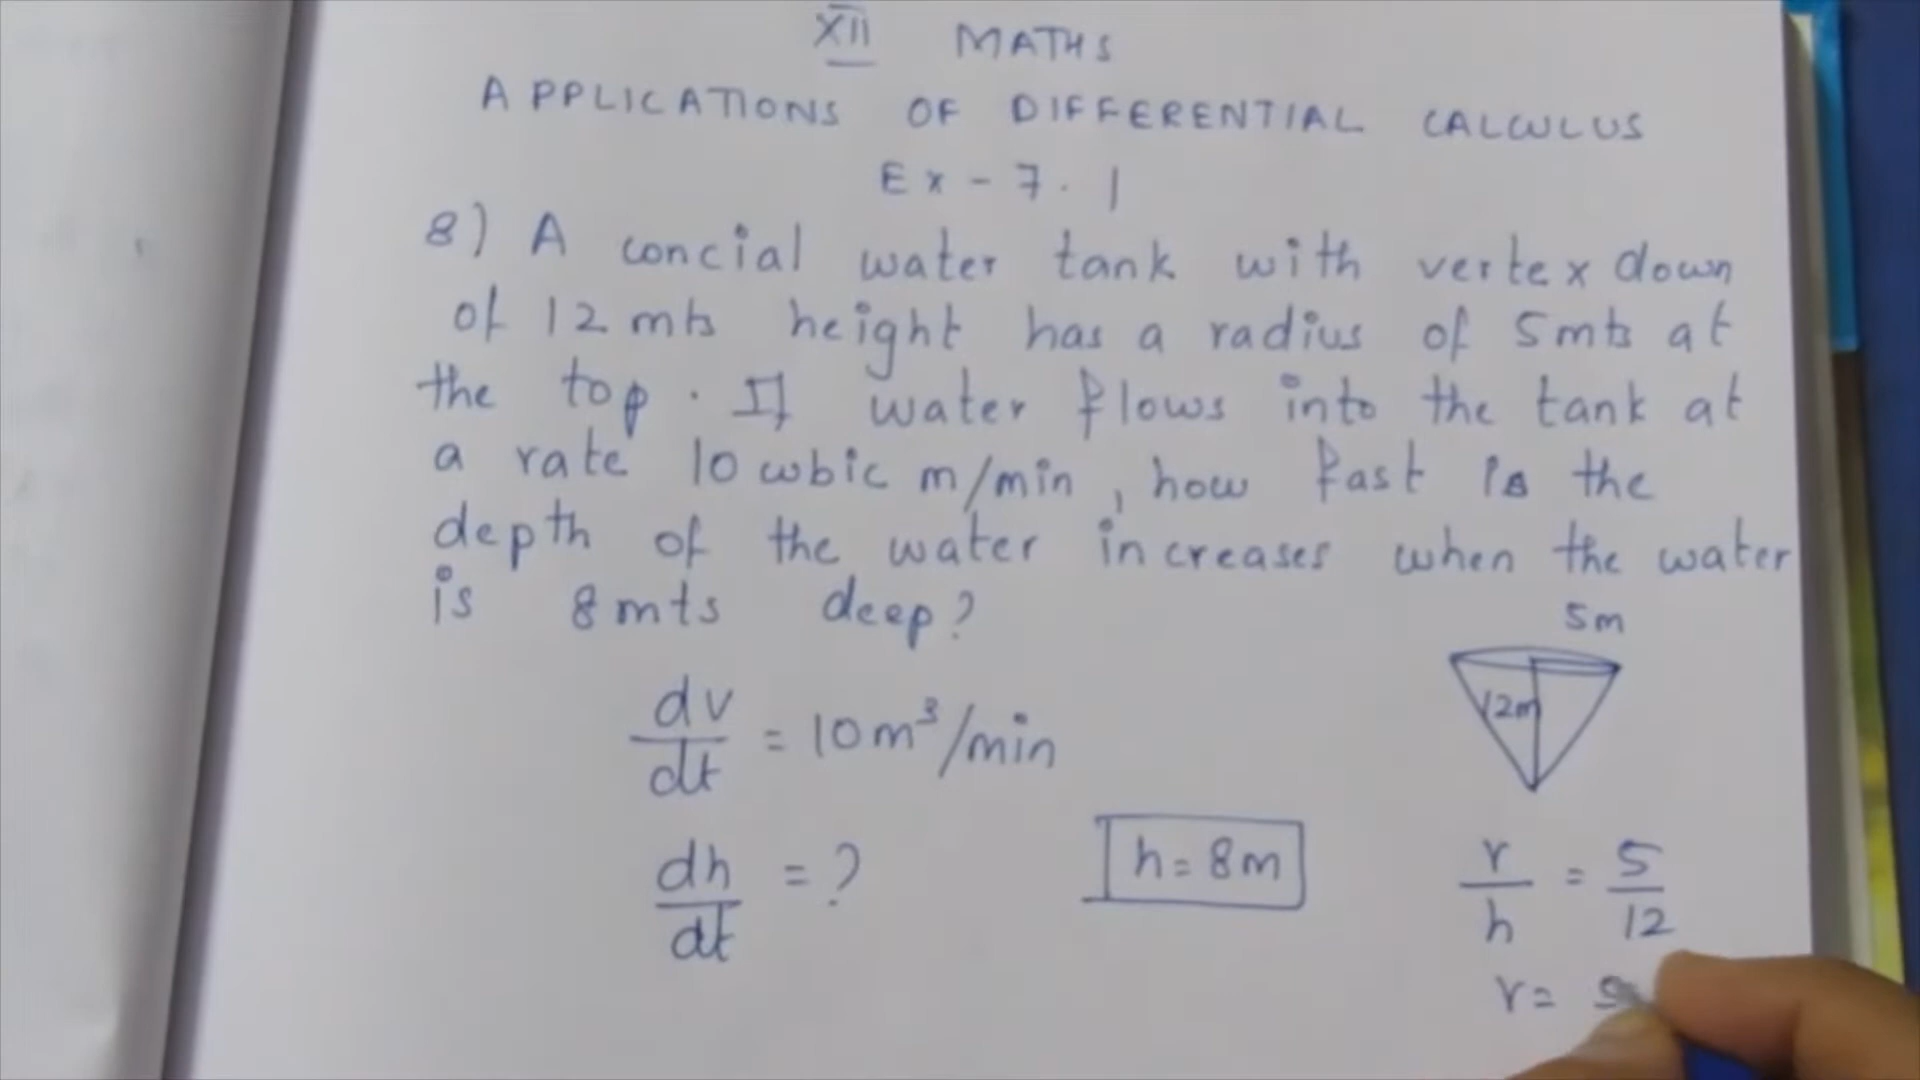 XII MATHS
APPLICATIONS OF DIFFERENTIAL CALCULUS
Ex - 7.1
8) A concial water tank with vertex down
of 12 mts height has a radius of 5mts at
the top. If water flows into the tank at
a rate 10 cubic m/min, how fast is the
depth of the water increases when the water
is 8mts deep?
5m
12m
dv/dt = 10m³/min
dh/dt = ?
h = 8m
r/h = 5/12
r = 5